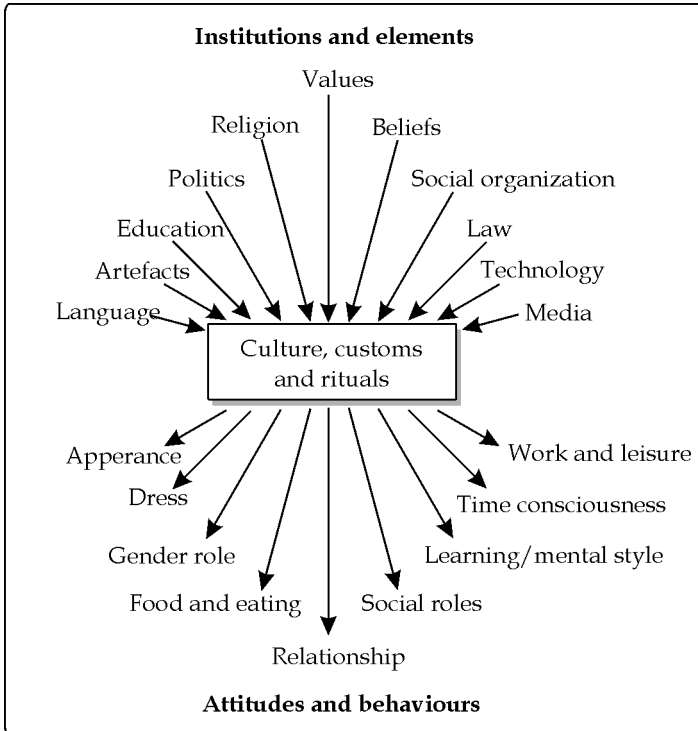 Institutions and elements
Values
Religion
Beliefs
Politics
Social organization
Education
Law
Artefacts
Technology
Language
Media
Culture, customs
and rituals
Apperance
Work and leisure
Dress
Time consciousness
Gender role
Learning/mental style
Food and eating
Social roles
Relationship
Attitudes and behaviours